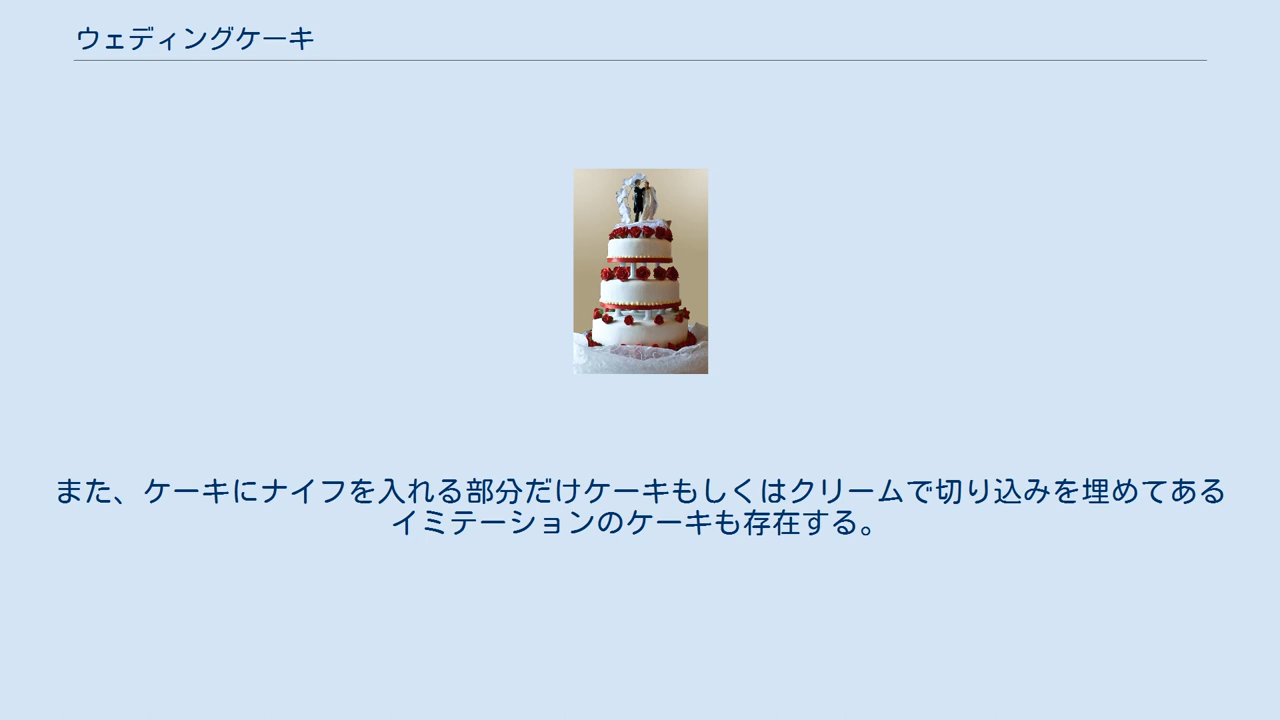 ウェディングケーキ
また、ケーキにナイフを入れる部分だけケーキもしくはクリームで切り込みを埋めてある
イミテーションのケーキも存在する。